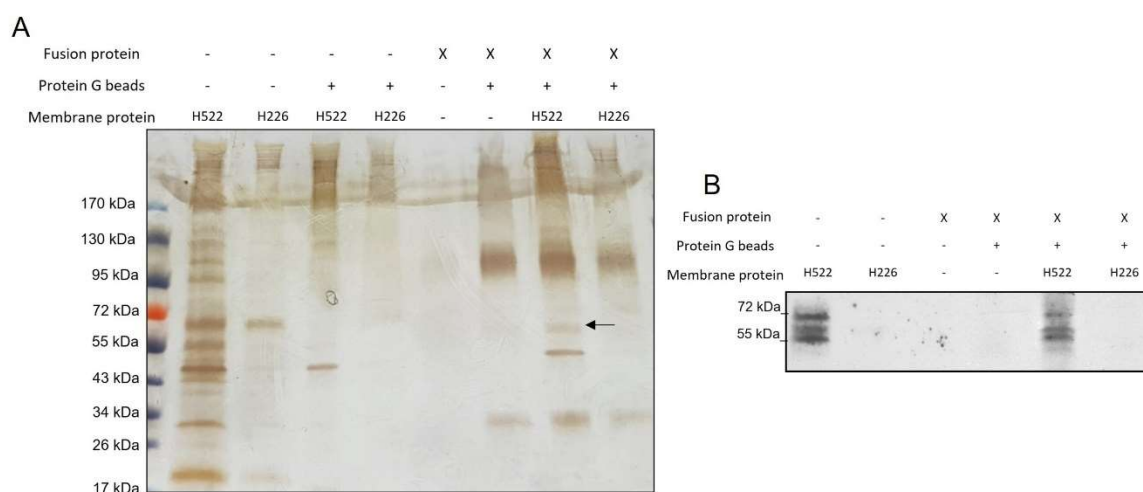 A
Fusion protein - - - - X X X X
Protein G beads - - + + - + + +
Membrane protein H522 H226 H522 H226 - - H522 H226
170 kDa
130 kDa
95 kDa
72 kDa
55 kDa
43 kDa
34 kDa
26 kDa
17 kDa
B
Fusion protein - - X X X X
Protein G beads - - - + + +
Membrane protein H522 H226 - - H522 H226
72 kDa
55 kDa